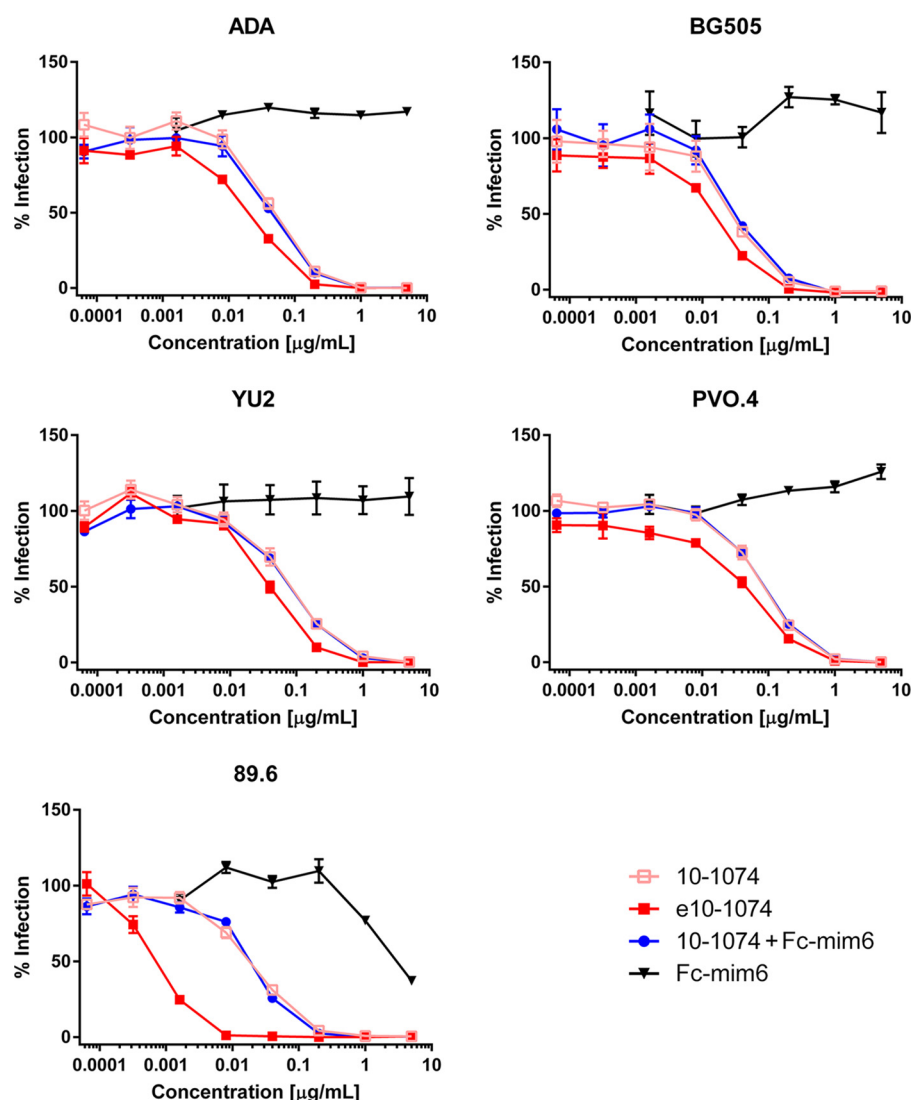 ADA
150
100
50
0
% Infection
0.0001 0.001 0.01 0.1 1 10
Concentration [μg/mL]
BG505
150
100
50
0
% Infection
0.0001 0.001 0.01 0.1 1 10
Concentration [μg/mL]
YU2
150
100
50
0
% Infection
0.0001 0.001 0.01 0.1 1 10
Concentration [μg/mL]
PVO.4
150
100
50
0
% Infection
0.0001 0.001 0.01 0.1 1 10
Concentration [μg/mL]
89.6
150
100
50
0
% Infection
0.0001 0.001 0.01 0.1 1 10
Concentration [μg/mL]
10-1074
e10-1074
10-1074 + Fc-mim6
Fc-mim6